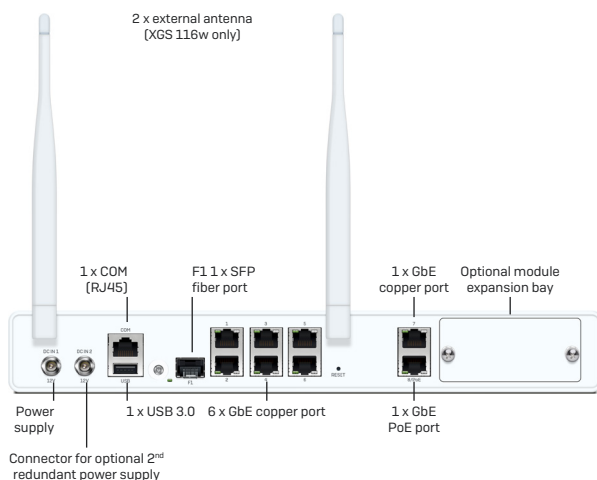 2 x external antenna
(XGS 116w only)
1 x COM
(RJ45)
F1 1 x SFP
fiber port
1 x GbE
copper port
Optional module
expansion bay
COM
1
3
5
7
DC IN 1
DC IN 2
12V
12V
USB
F1
2
4
6
RESET
8/PoE
Power
supply
1 x USB 3.0
6 x GbE copper port
1 x GbE
PoE port
Connector for optional 2nd
redundant power supply